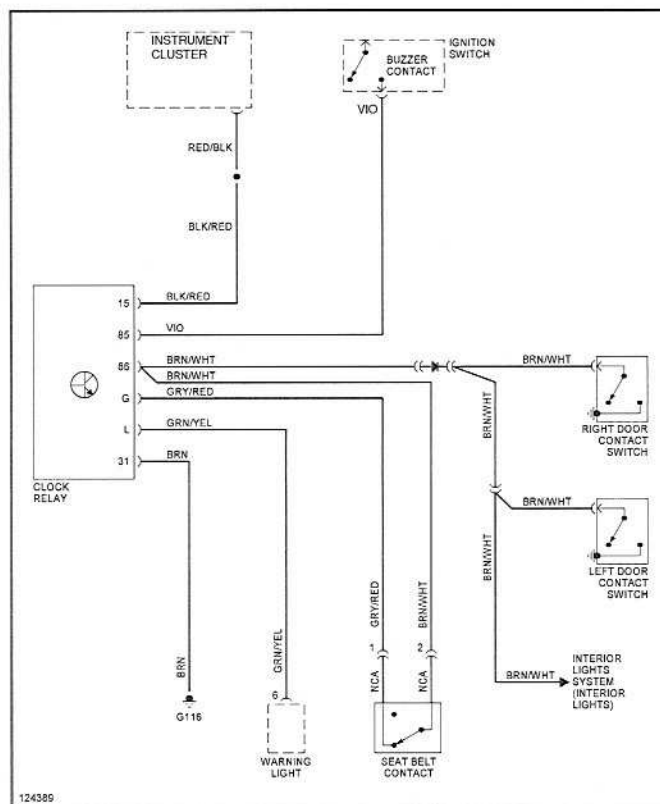 INSTRUMENT
CLUSTER
BUZZER
CONTACT
IGNITION
SWITCH
VIO
RED/BLK
BLK/RED
15
BLK/RED
85
VIO
86
BRN/WHT
BRN/WHT
BRN/WHT
G
GRY/RED
L
GRN/YEL
31
BRN
CLOCK
RELAY
BRN/WHT
RIGHT DOOR
CONTACT
SWITCH
BRN/WHT
BRN/WHT
LEFT DOOR
CONTACT
SWITCH
GRY/RED
BRN/WHT
1
2
NCA
NCA
BRN
GRN/YEL
6
G116
WARNING
LIGHT
SEAT BELT
CONTACT
BRN/WHT
INTERIOR
LIGHTS
SYSTEM
(INTERIOR
LIGHTS)
124389